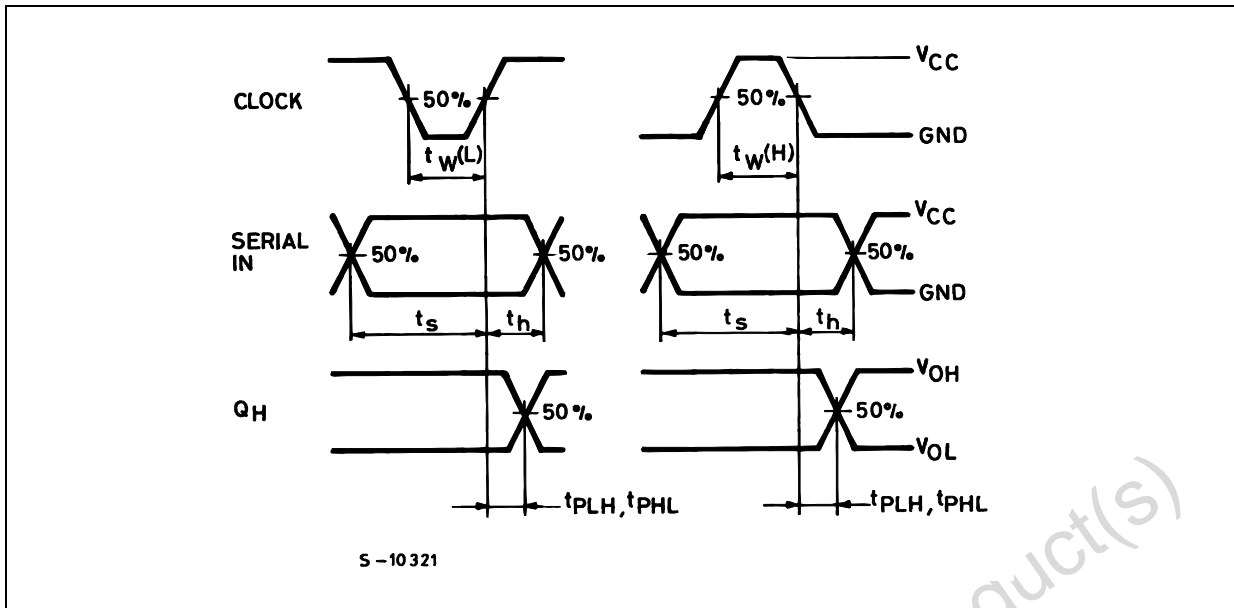 CLOCK
50%
50%
VCC
GND
tW(L)
tW(H)
SERIAL
IN
50%
50%
50%
50%
VCC
GND
ts
th
ts
th
QH
50%
50%
VOH
VOL
tPLH, tPHL
tPLH, tPHL
S-10321